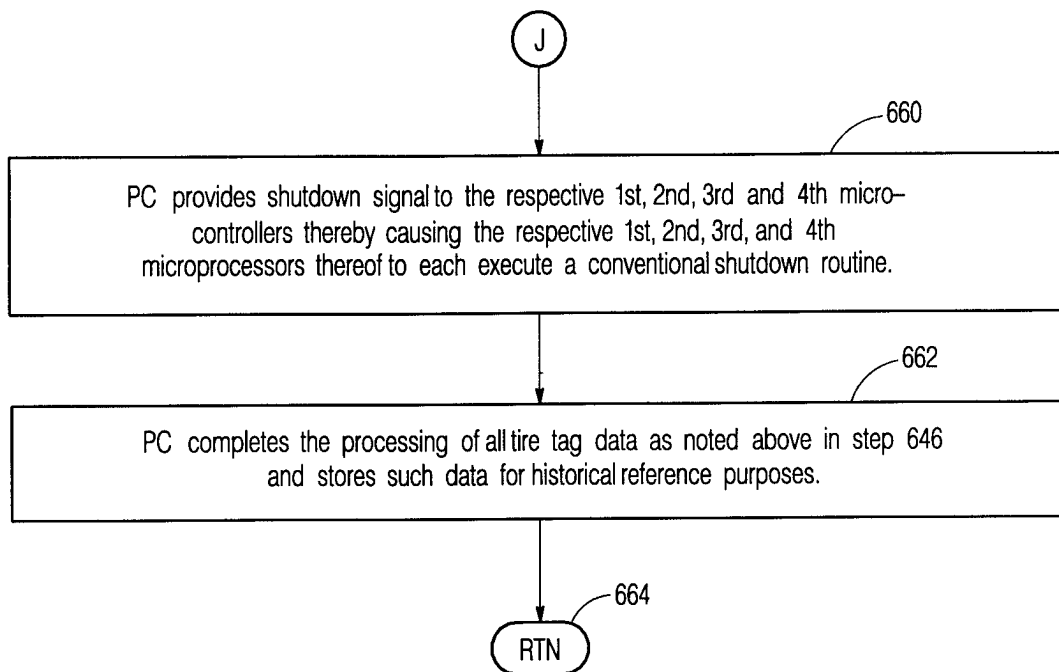 J
660
PC provides shutdown signal to the respective 1st, 2nd, 3rd and 4th micro–
controllers thereby causing the respective 1st, 2nd, 3rd, and 4th
microprocessors thereof to each execute a conventional shutdown routine.
662
PC completes the processing of all tire tag data as noted above in step 646
and stores such data for historical reference purposes.
664
RTN